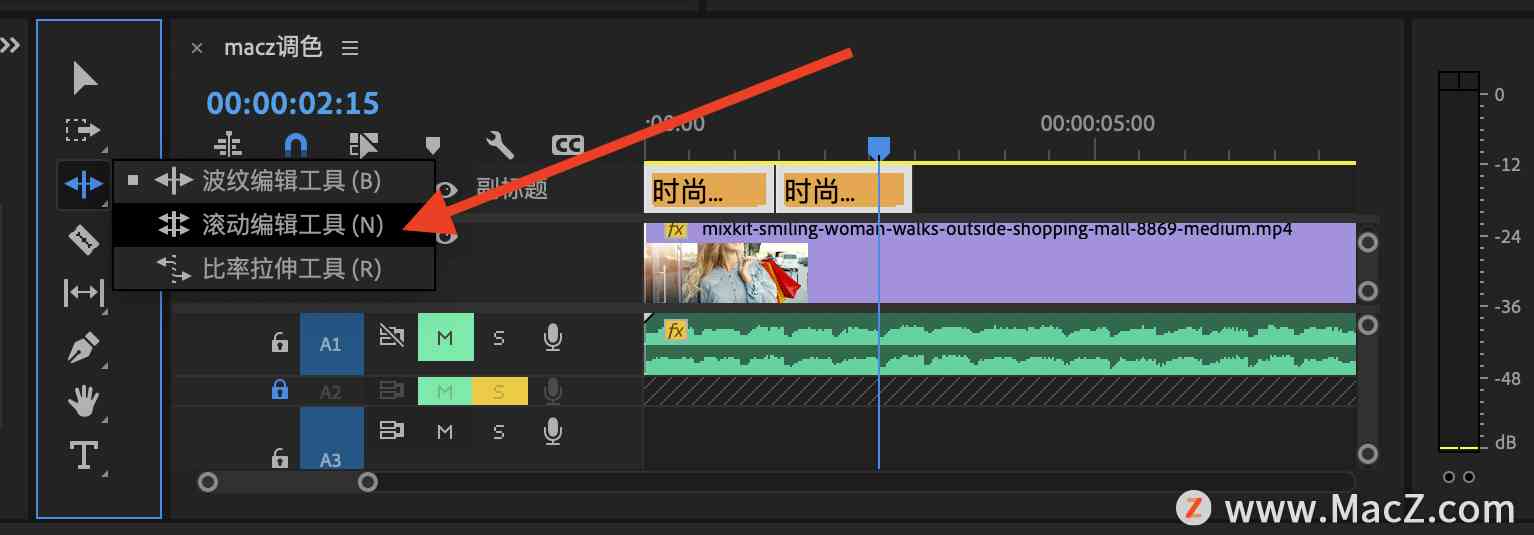 macz调色
00:00:02:15
:00:00
00:00:05:00
CC
波纹编辑工具 (B)
滚动编辑工具 (N)
比率拉伸工具 (R)
副标题
时尚...
时尚...
fx
mixkit-smiling-woman-walks-outside-shopping-mall-8869-medium.mp4
A1
M
S
fx
A2
M
S
A3
M
S
T
0
-12
-24
-36
-48
dB
Z
www.MacZ.com